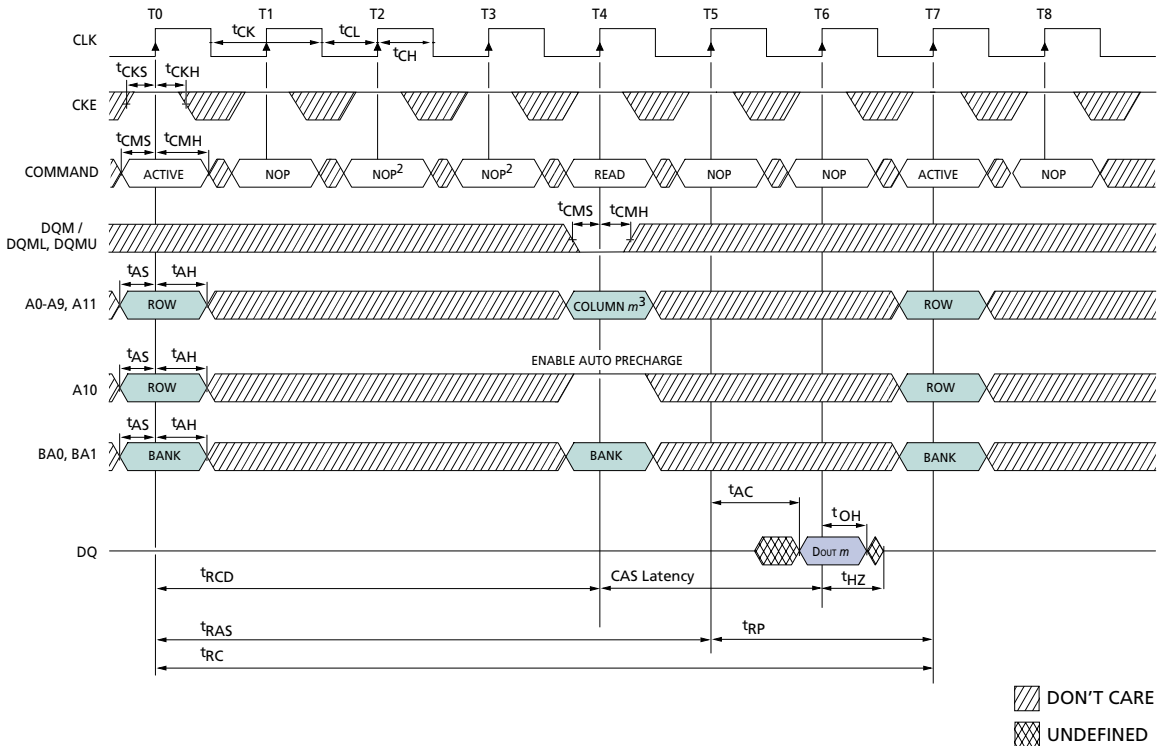 T0 T1 T2 T3 T4 T5 T6 T7 T8
CLK tCK tCL tCH
tCKS tCKH
CKE
tCMS tCMH
COMMAND ACTIVE NOP NOP2 NOP2 READ NOP NOP ACTIVE NOP
DQM /
DQML, DQMU
tCMS tCMH
tAS tAH
A0-A9, A11 ROW COLUMN m3 ROW
tAS tAH ENABLE AUTO PRECHARGE
A10 ROW ROW
tAS tAH
BA0, BA1 BANK BANK BANK
tAC
tOH
DQ DOUT m
tRCD CAS Latency tHZ
tRAS tRP
tRC
DON'T CARE
UNDEFINED